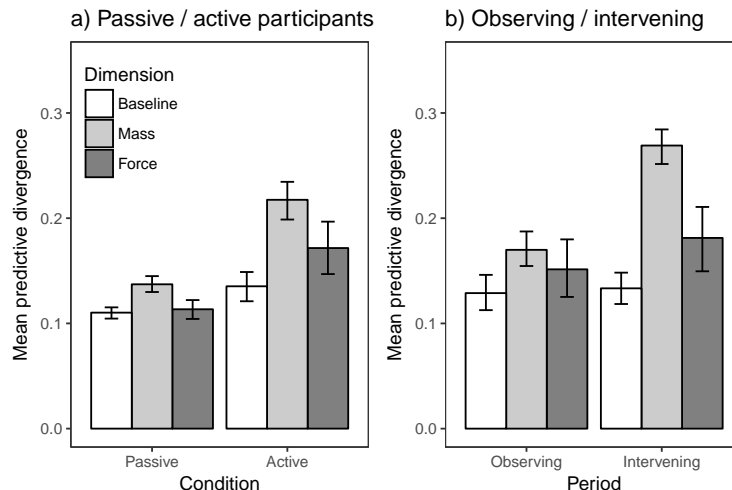 a) Passive / active participants
Mean predictive divergence
0.3
0.2
0.1
0.0
Dimension
Baseline
Mass
Force
Passive
Active
Condition
b) Observing / intervening
Mean predictive divergence
0.3
0.2
0.1
0.0
Observing
Intervening
Period